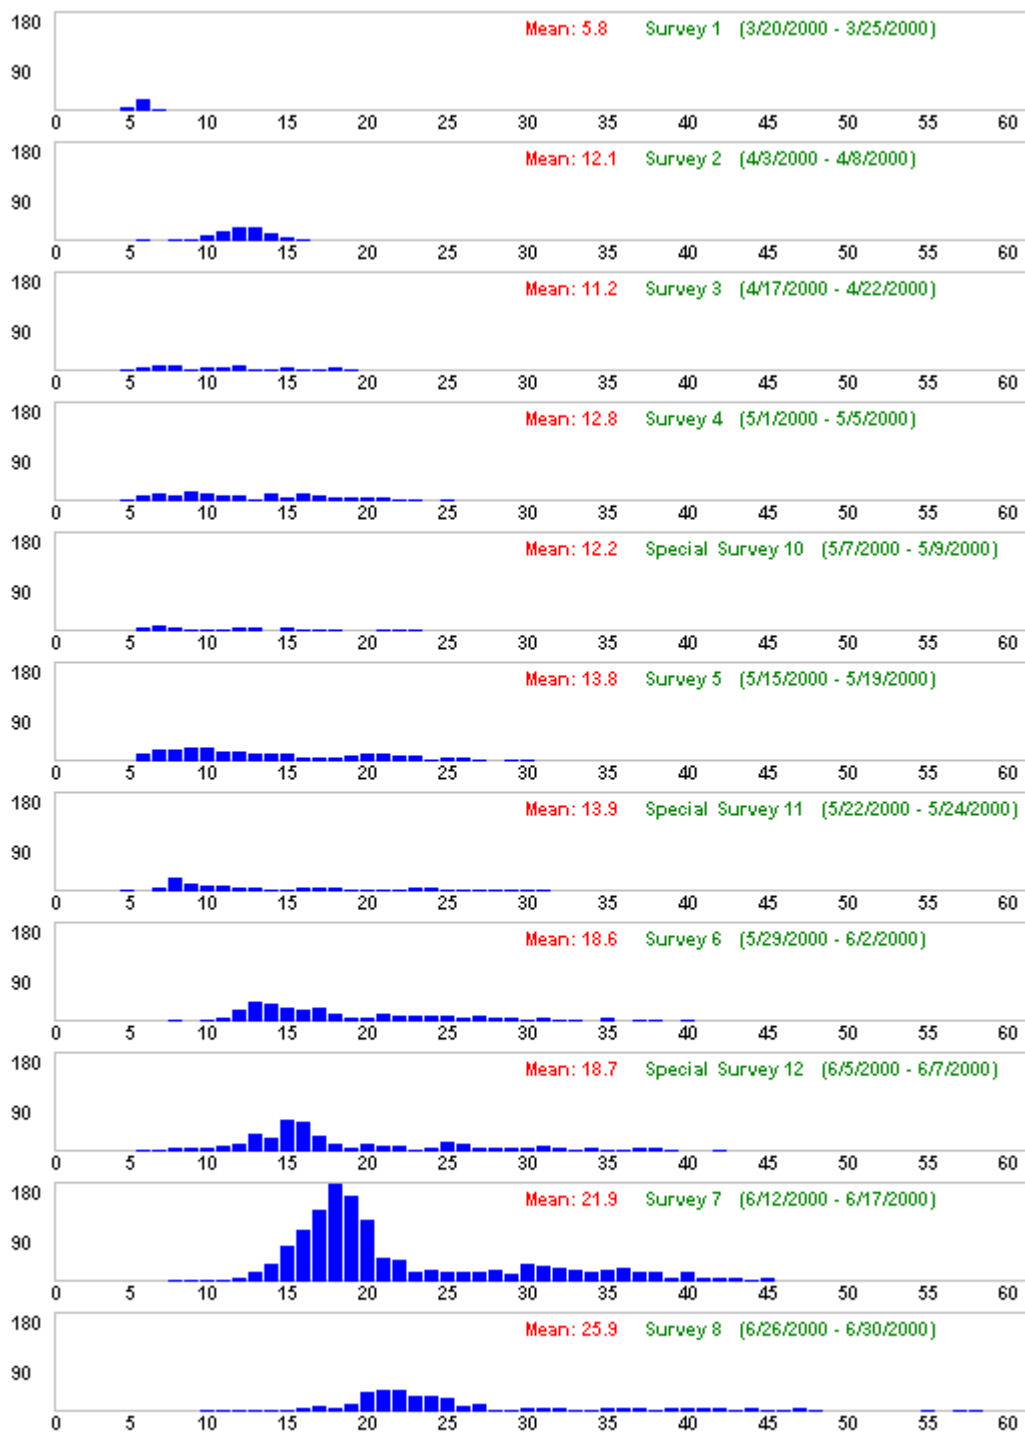 180 Mean: 5.8 Survey 1 (3/20/2000 - 3/25/2000)
90
0 5 10 15 20 25 30 35 40 45 50 55 60
180 Mean: 12.1 Survey 2 (4/3/2000 - 4/8/2000)
90
0 5 10 15 20 25 30 35 40 45 50 55 60
180 Mean: 11.2 Survey 3 (4/17/2000 - 4/22/2000)
90
0 5 10 15 20 25 30 35 40 45 50 55 60
180 Mean: 12.8 Survey 4 (5/1/2000 - 5/5/2000)
90
0 5 10 15 20 25 30 35 40 45 50 55 60
180 Mean: 12.2 Special Survey 10 (5/7/2000 - 5/9/2000)
90
0 5 10 15 20 25 30 35 40 45 50 55 60
180 Mean: 13.8 Survey 5 (5/15/2000 - 5/19/2000)
90
0 5 10 15 20 25 30 35 40 45 50 55 60
180 Mean: 13.9 Special Survey 11 (5/22/2000 - 5/24/2000)
90
0 5 10 15 20 25 30 35 40 45 50 55 60
180 Mean: 18.6 Survey 6 (5/29/2000 - 6/2/2000)
90
0 5 10 15 20 25 30 35 40 45 50 55 60
180 Mean: 18.7 Special Survey 12 (6/5/2000 - 6/7/2000)
90
0 5 10 15 20 25 30 35 40 45 50 55 60
180 Mean: 21.9 Survey 7 (6/12/2000 - 6/17/2000)
90
0 5 10 15 20 25 30 35 40 45 50 55 60
180 Mean: 25.9 Survey 8 (6/26/2000 - 6/30/2000)
90
0 5 10 15 20 25 30 35 40 45 50 55 60